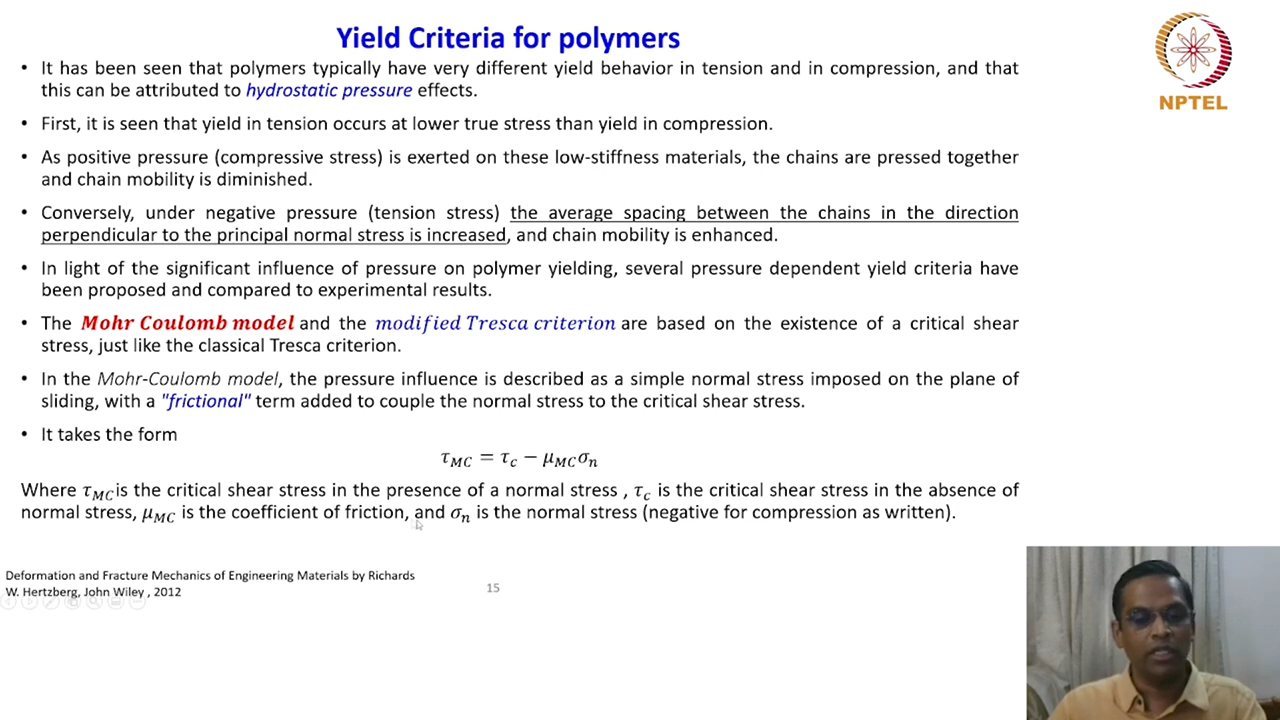 Yield Criteria for polymers
• It has been seen that polymers typically have very different yield behavior in tension and in compression, and that
this can be attributed to hydrostatic pressure effects.
• First, it is seen that yield in tension occurs at lower true stress than yield in compression.
• As positive pressure (compressive stress) is exerted on these low-stiffness materials, the chains are pressed together
and chain mobility is diminished.
• Conversely, under negative pressure (tension stress) the average spacing between the chains in the direction
perpendicular to the principal normal stress is increased, and chain mobility is enhanced.
• In light of the significant influence of pressure on polymer yielding, several pressure dependent yield criteria have
been proposed and compared to experimental results.
• The Mohr Coulomb model and the modified Tresca criterion are based on the existence of a critical shear
stress, just like the classical Tresca criterion.
• In the Mohr-Coulomb model, the pressure influence is described as a simple normal stress imposed on the plane of
sliding, with a "frictional" term added to couple the normal stress to the critical shear stress.
• It takes the form
τ_MC = τ_c − μ_MC σ_n
Where τ_MC is the critical shear stress in the presence of a normal stress , τ_c is the critical shear stress in the absence of
normal stress, μ_MC is the coefficient of friction, and σ_n is the normal stress (negative for compression as written).
Deformation and Fracture Mechanics of Engineering Materials by Richards
W. Hertzberg, John Wiley , 2012
15
NPTEL